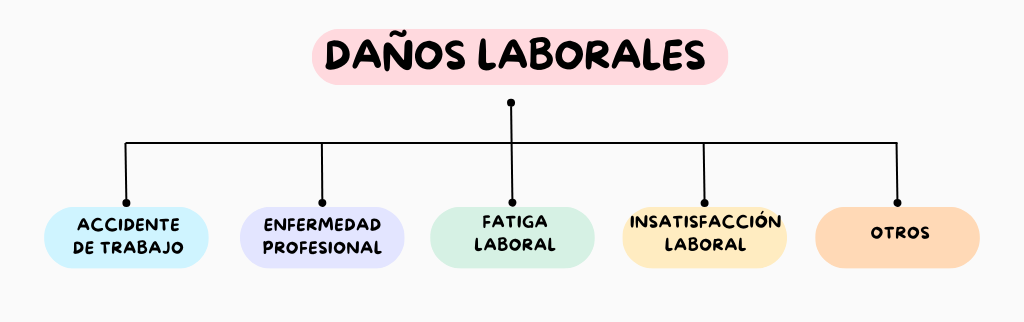 DAÑOS LABORALES
ACCIDENTE
DE TRABAJO
ENFERMEDAD
PROFESIONAL
FATIGA
LABORAL
INSATISFACCIÓN
LABORAL
OTROS